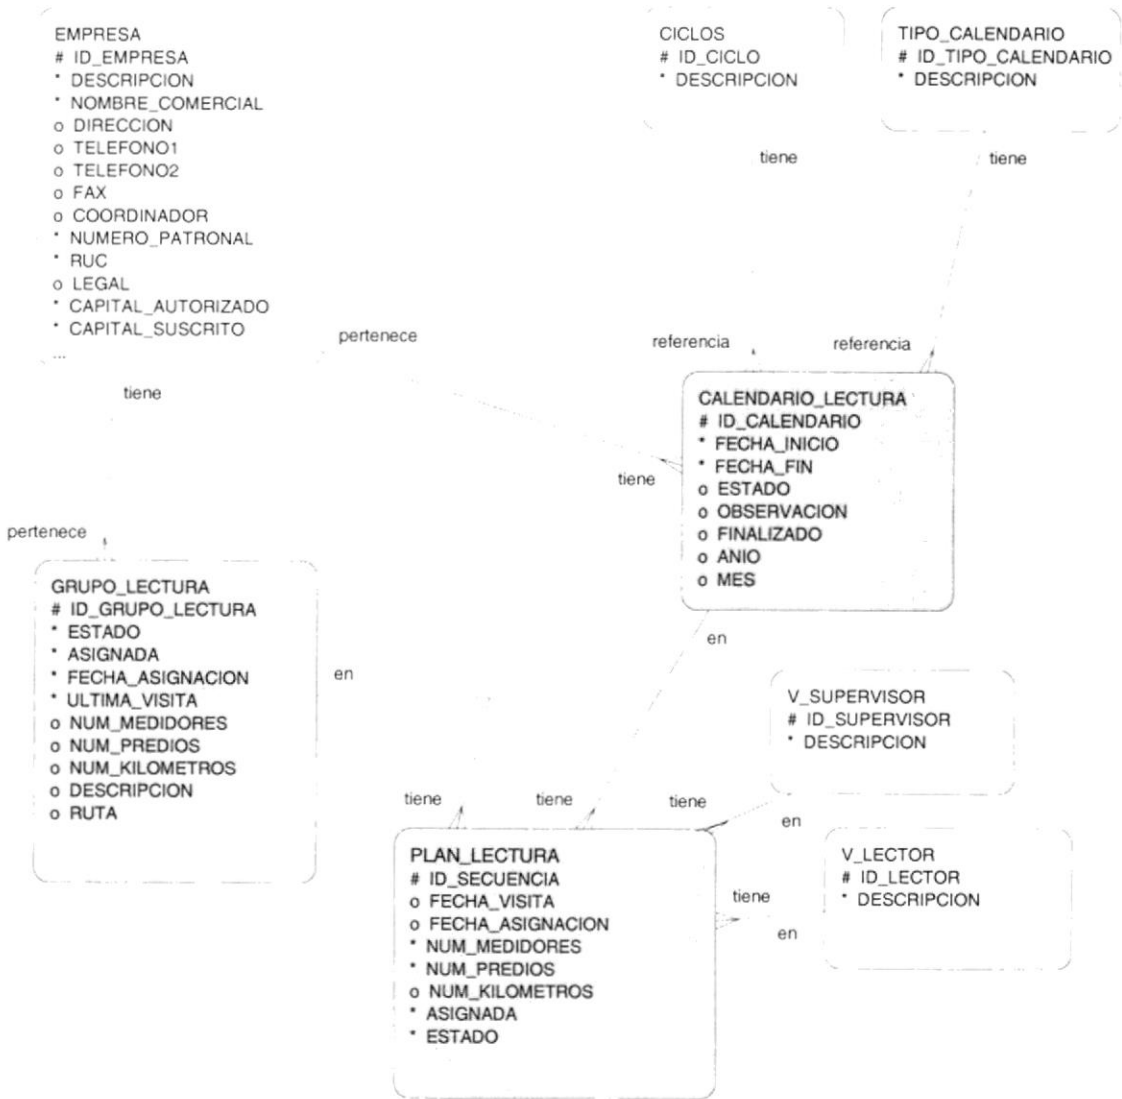 EMPRESA
# ID_EMPRESA
* DESCRIPCION
* NOMBRE_COMERCIAL
o DIRECCION
o TELEFONO1
o TELEFONO2
o FAX
o COORDINADOR
* NUMERO_PATRONAL
* RUC
o LEGAL
* CAPITAL_AUTORIZADO
* CAPITAL_SUSCRITO
...
CICLOS
# ID_CICLO
* DESCRIPCION
TIPO_CALENDARIO
# ID_TIPO_CALENDARIO
* DESCRIPCION
tiene
tiene
pertenece
referencia
referencia
tiene
CALENDARIO_LECTURA
# ID_CALENDARIO
* FECHA_INICIO
* FECHA_FIN
o ESTADO
o OBSERVACION
o FINALIZADO
o ANIO
o MES
tiene
pertenece
GRUPO_LECTURA
# ID_GRUPO_LECTURA
* ESTADO
* ASIGNADA
* FECHA_ASIGNACION
* ULTIMA_VISITA
o NUM_MEDIDORES
o NUM_PREDIOS
o NUM_KILOMETROS
o DESCRIPCION
o RUTA
en
en
V_SUPERVISOR
# ID_SUPERVISOR
* DESCRIPCION
tiene
tiene
tiene
en
PLAN_LECTURA
# ID_SECUENCIA
o FECHA_VISITA
o FECHA_ASIGNACION
* NUM_MEDIDORES
* NUM_PREDIOS
o NUM_KILOMETROS
* ASIGNADA
* ESTADO
V_LECTOR
# ID_LECTOR
* DESCRIPCION
tiene
en